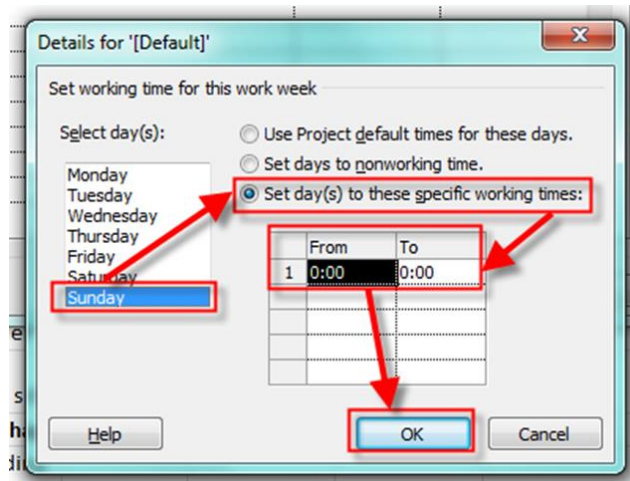 Details for '[Default]'
Set working time for this work week
Select day(s):
Monday
Tuesday
Wednesday
Thursday
Friday
Saturday
Sunday
Use Project default times for these days.
Set days to nonworking time.
Set day(s) to these specific working times:
From To
1 0:00 0:00
Help OK Cancel